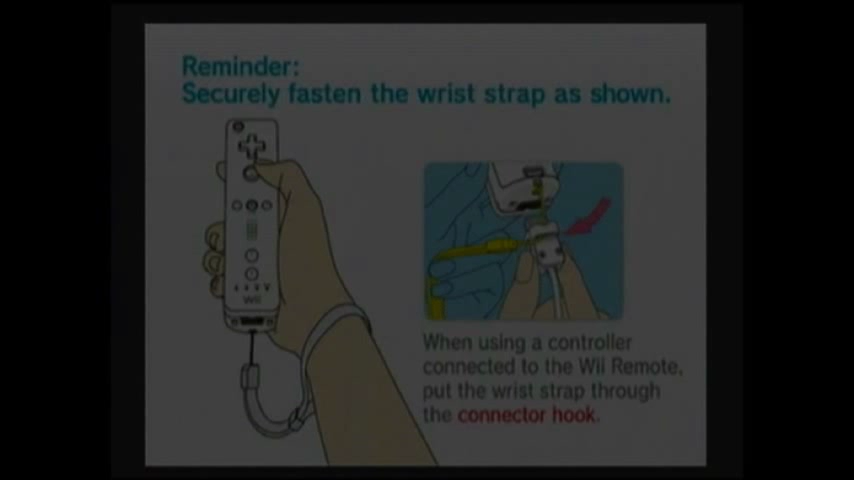 Reminder:
Securely fasten the wrist strap as shown.
Wii
When using a controller
connected to the Wii Remote,
put the wrist strap through
the connector hook.